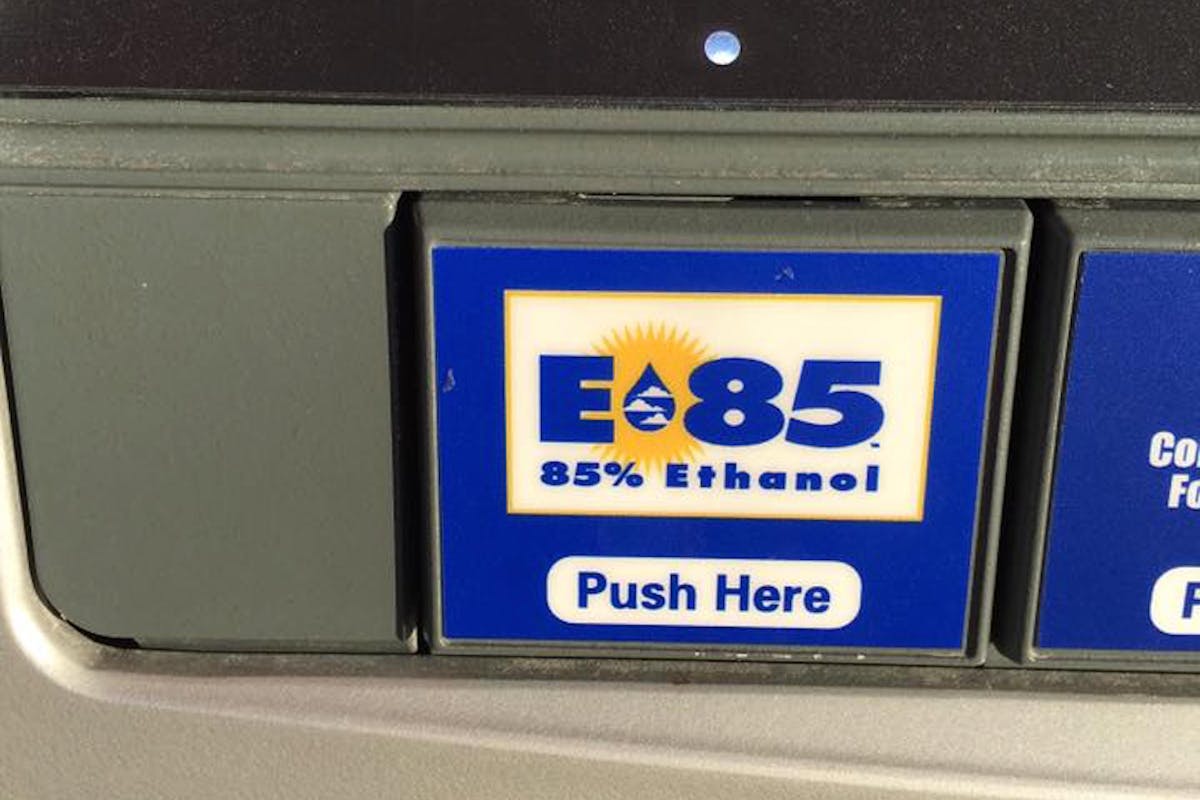 E85
85% Ethanol
Push Here